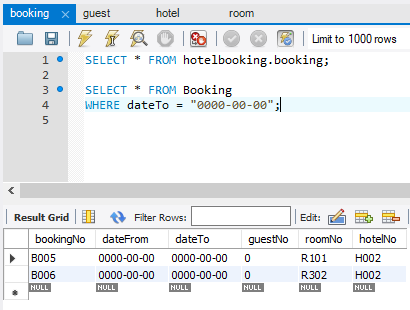 booking x guest hotel room
Limit to 1000 rows
1 SELECT * FROM hotelbooking.booking;
2
3 SELECT * FROM Booking
4 WHERE dateTo = "0000-00-00";
5
Result Grid Filter Rows: Edit:
bookingNo dateFrom dateTo guestNo roomNo hotelNo
B005 0000-00-00 0000-00-00 0 R101 H002
B006 0000-00-00 0000-00-00 0 R302 H002
NULL NULL NULL NULL NULL NULL